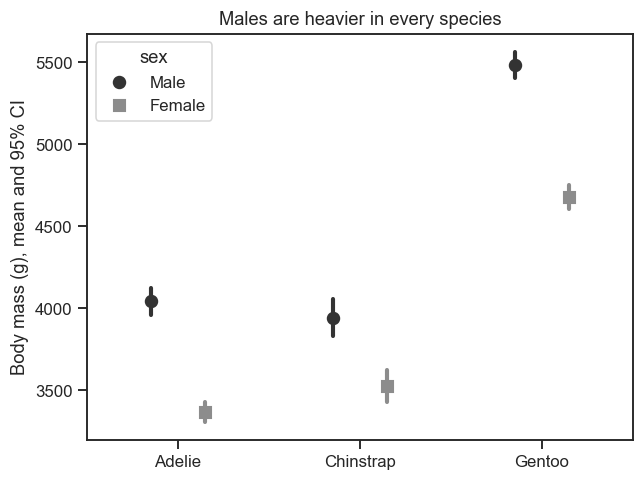 Males are heavier in every species
sex
Male
Female
Body mass (g), mean and 95% CI
5500
5000
4500
4000
3500
Adelie
Chinstrap
Gentoo